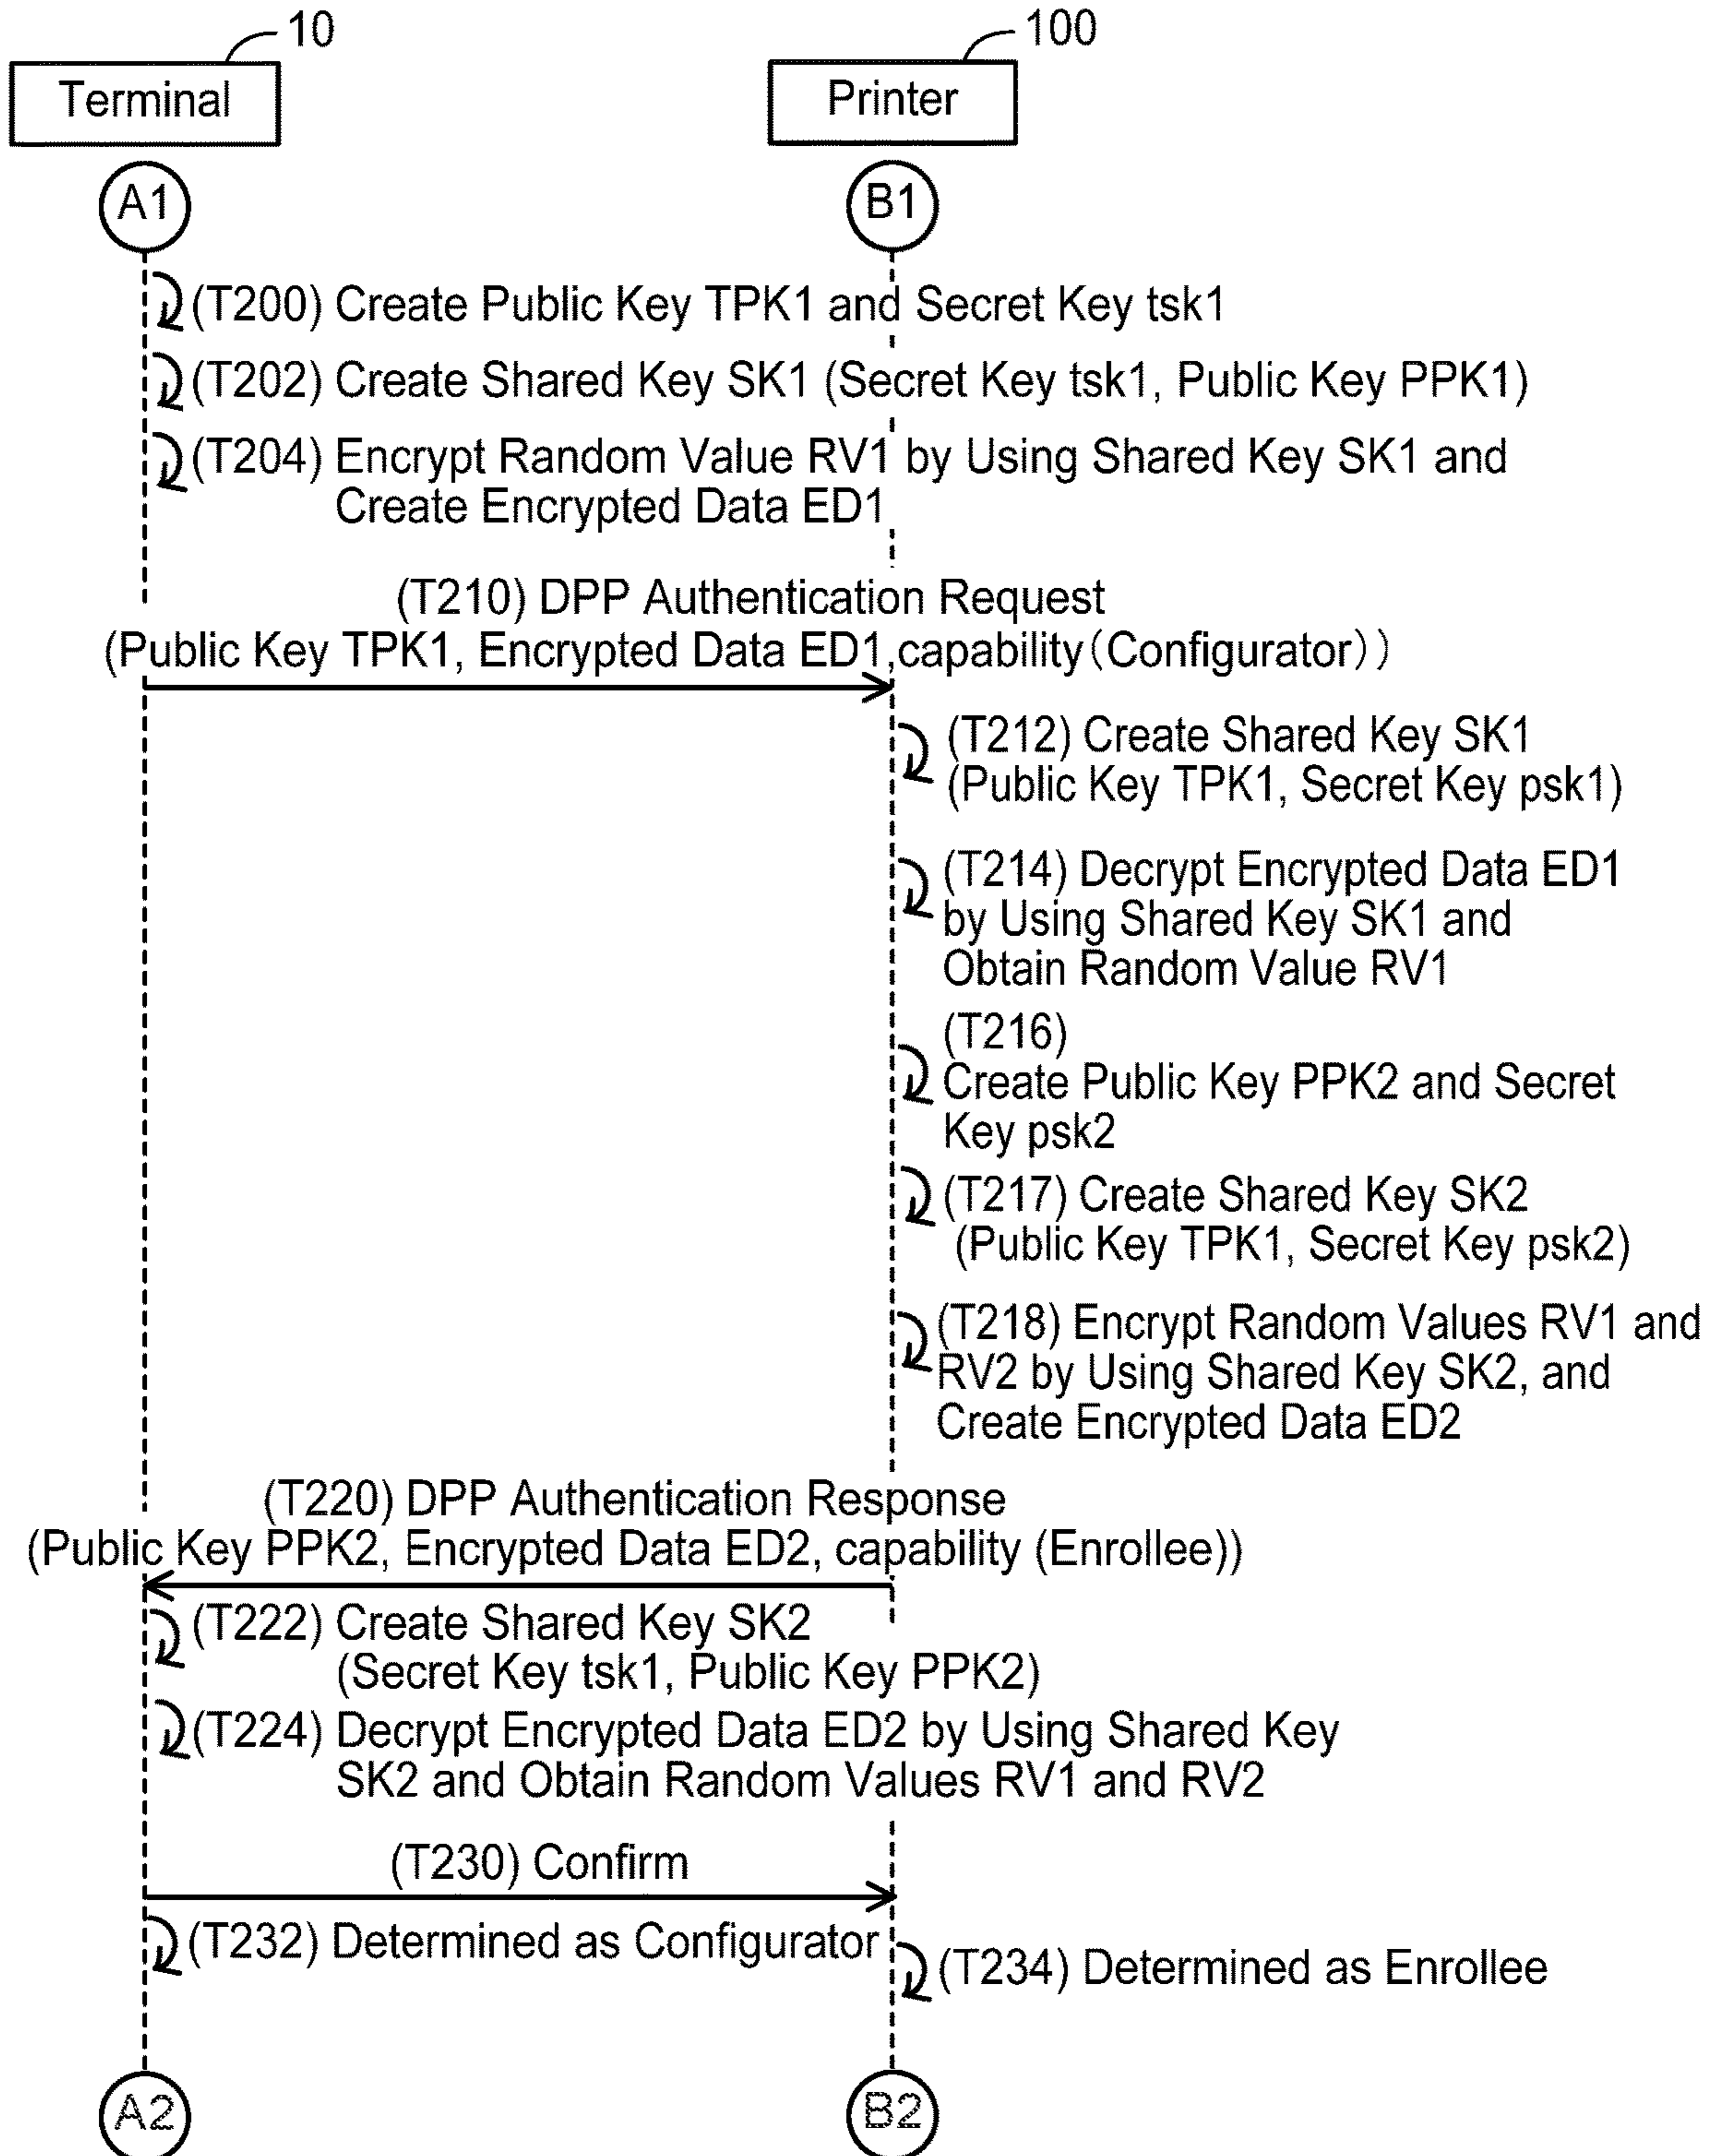 10
100
Terminal
Printer
A1
B1
(T200) Create Public Key TPK1 and Secret Key tsk1
(T202) Create Shared Key SK1 (Secret Key tsk1, Public Key PPK1)
(T204) Encrypt Random Value RV1 by Using Shared Key SK1 and
Create Encrypted Data ED1
(T210) DPP Authentication Request
(Public Key TPK1, Encrypted Data ED1,capability(Configurator))
(T212) Create Shared Key SK1
(Public Key TPK1, Secret Key psk1)
(T214) Decrypt Encrypted Data ED1
by Using Shared Key SK1 and
Obtain Random Value RV1
(T216)
Create Public Key PPK2 and Secret
Key psk2
(T217) Create Shared Key SK2
(Public Key TPK1, Secret Key psk2)
(T218) Encrypt Random Values RV1 and
RV2 by Using Shared Key SK2, and
Create Encrypted Data ED2
(T220) DPP Authentication Response
(Public Key PPK2, Encrypted Data ED2, capability (Enrollee))
(T222) Create Shared Key SK2
(Secret Key tsk1, Public Key PPK2)
(T224) Decrypt Encrypted Data ED2 by Using Shared Key
SK2 and Obtain Random Values RV1 and RV2
(T230) Confirm
(T232) Determined as Configurator
(T234) Determined as Enrollee
A2
B2